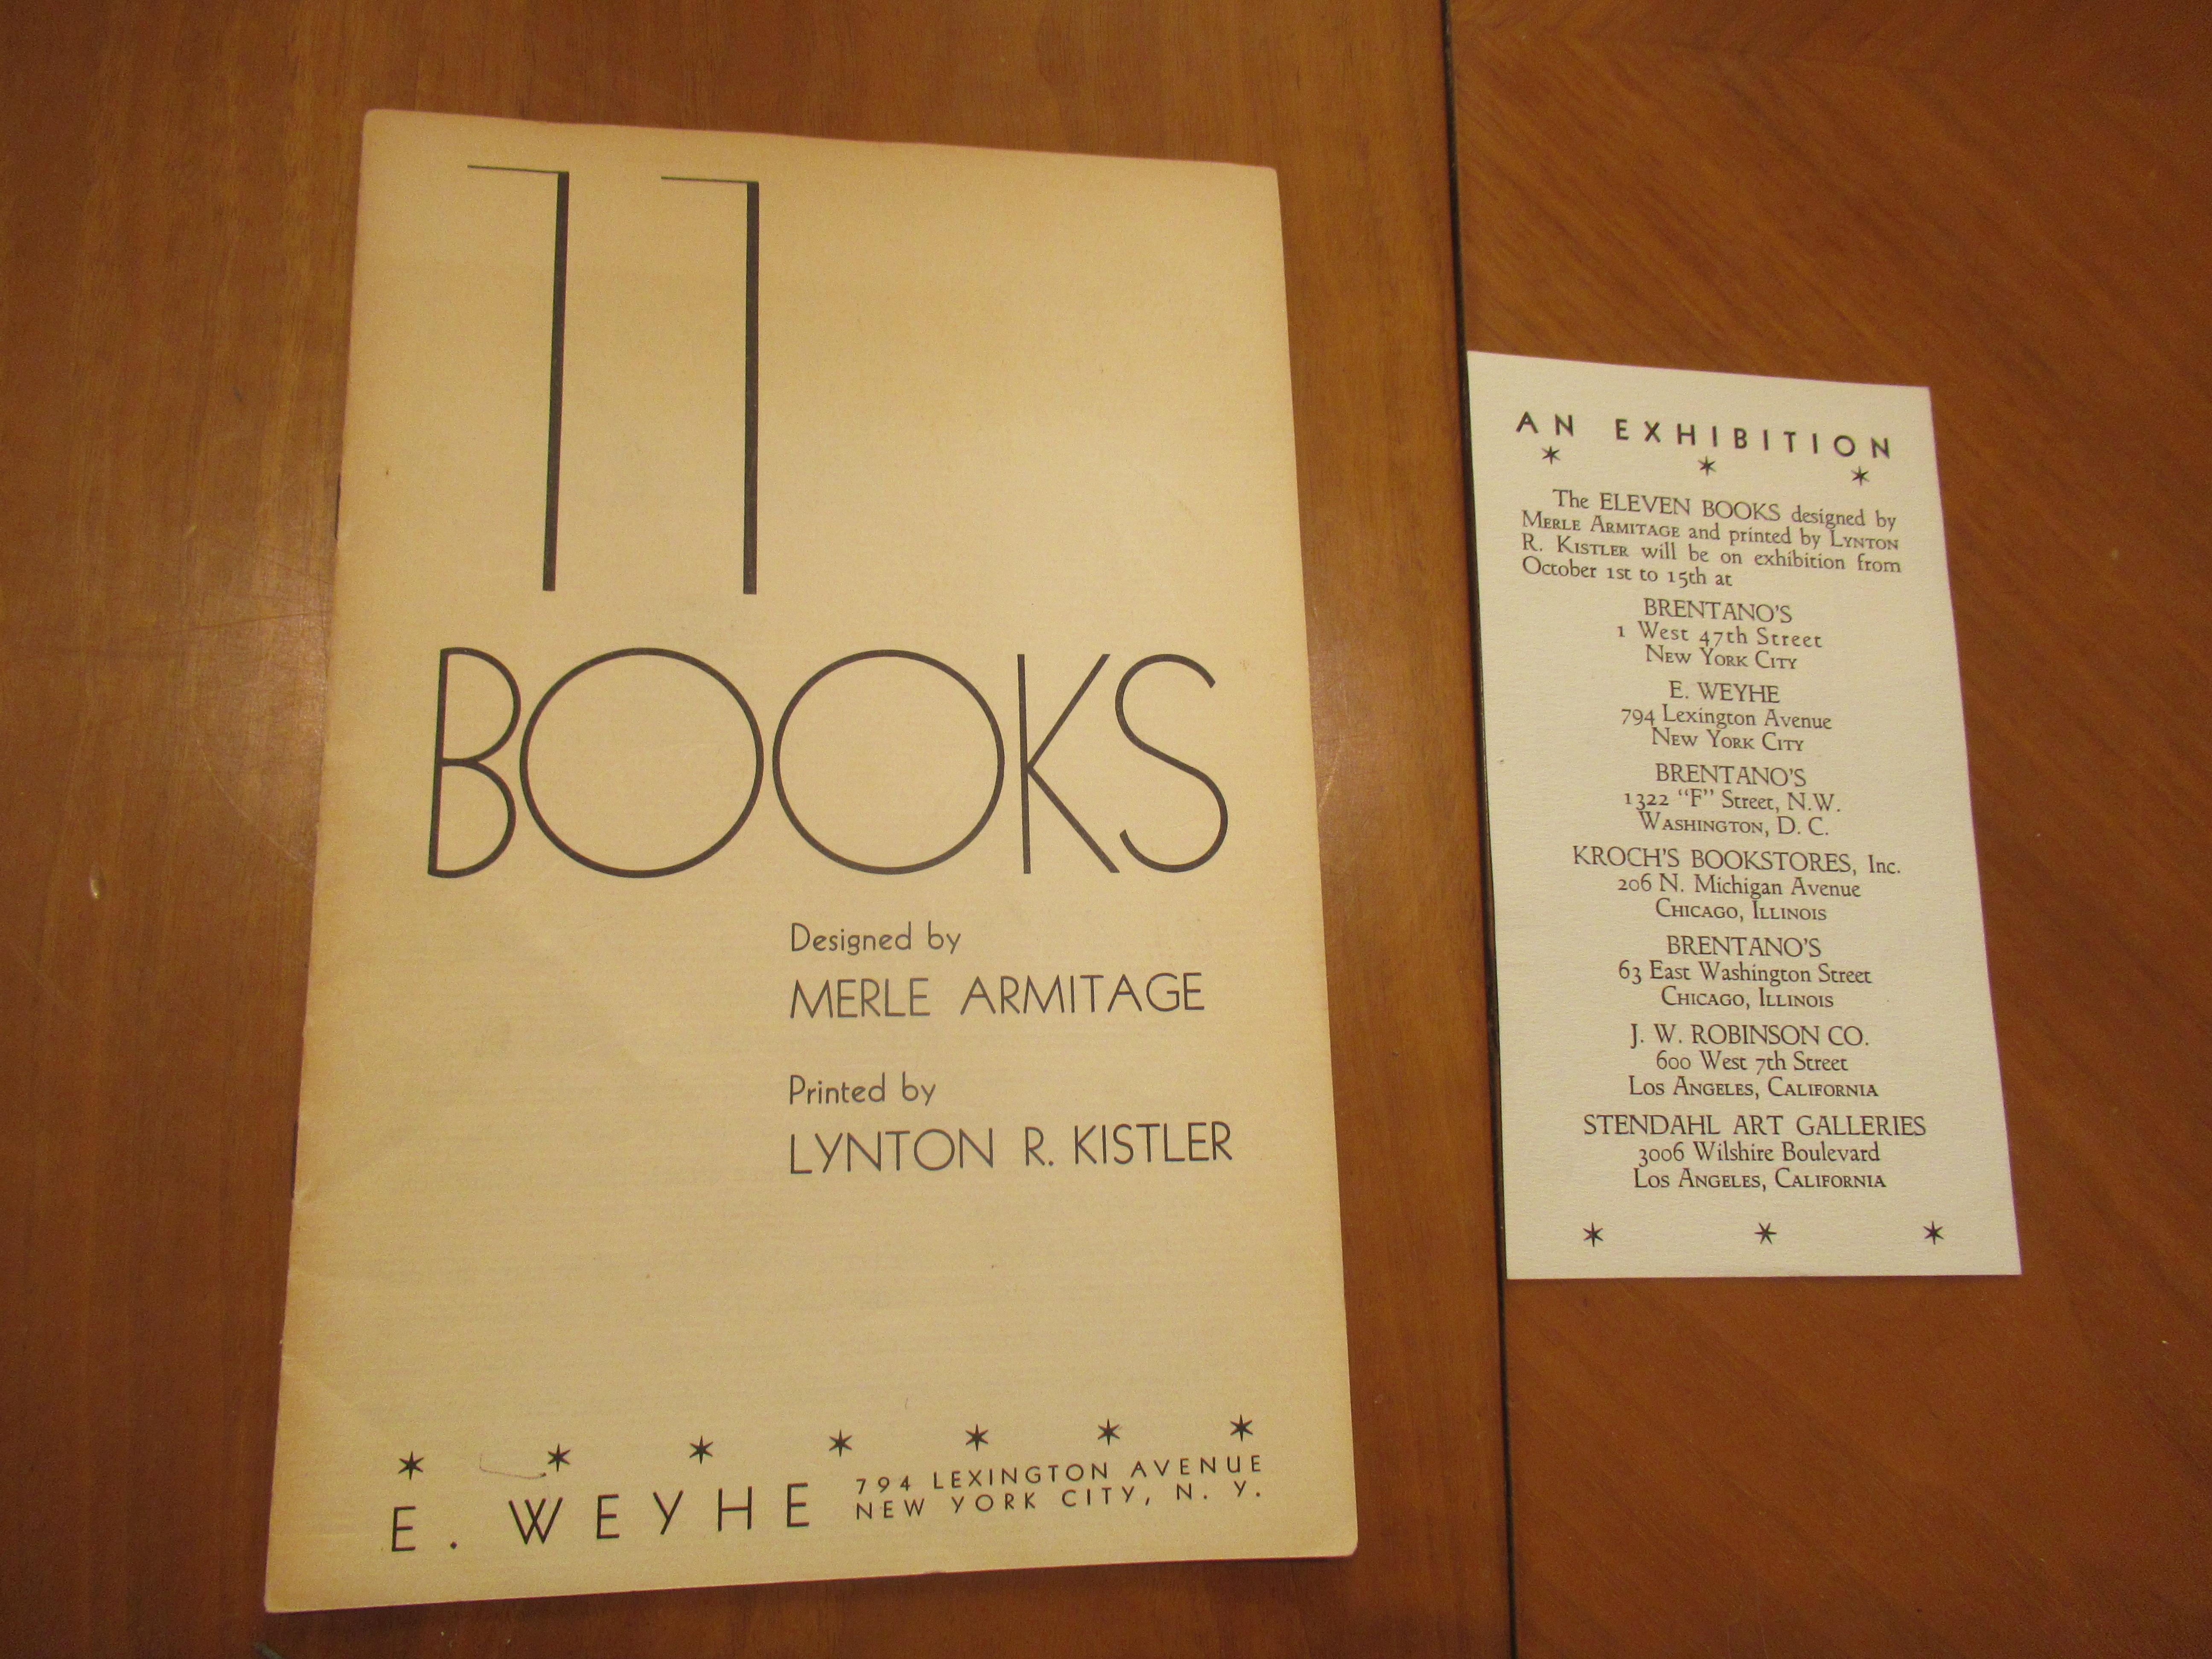 11
BOOKS
Designed by
MERLE ARMITAGE
Printed by
LYNTON R. KISTLER
E. WEYHE
794 LEXINGTON AVENUE
NEW YORK CITY, N. Y.
AN EXHIBITION
The ELEVEN BOOKS designed by
MERLE ARMITAGE and printed by LYNTON
R. KISTLER will be on exhibition from
October 1st to 15th at
BRENTANO'S
1 West 47th Street
NEW YORK CITY
E. WEYHE
794 Lexington Avenue
NEW YORK CITY
BRENTANO'S
1322 "F" Street, N.W.
WASHINGTON, D. C.
KROCH'S BOOKSTORES, Inc.
206 N. Michigan Avenue
CHICAGO, ILLINOIS
BRENTANO'S
63 East Washington Street
CHICAGO, ILLINOIS
J. W. ROBINSON CO.
600 West 7th Street
LOS ANGELES, CALIFORNIA
STENDAHL ART GALLERIES
3006 Wilshire Boulevard
LOS ANGELES, CALIFORNIA